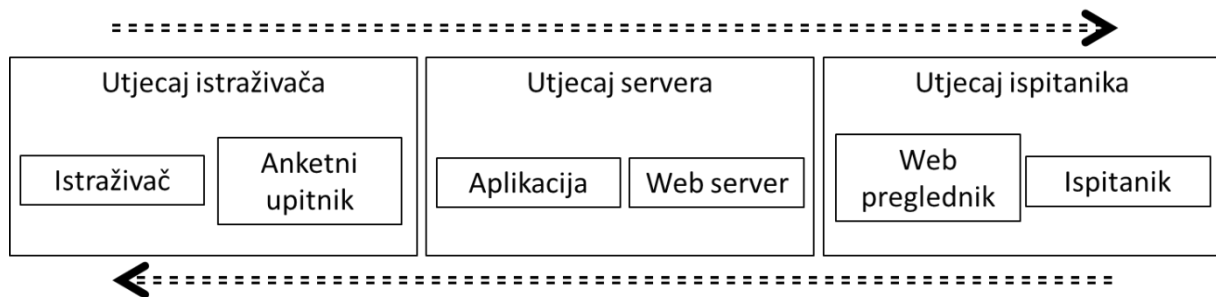 Utjecaj istraživača
Istraživač
Anketni
upitnik
Utjecaj servera
Aplikacija
Web server
Utjecaj ispitanika
Web
preglednik
Ispitanik